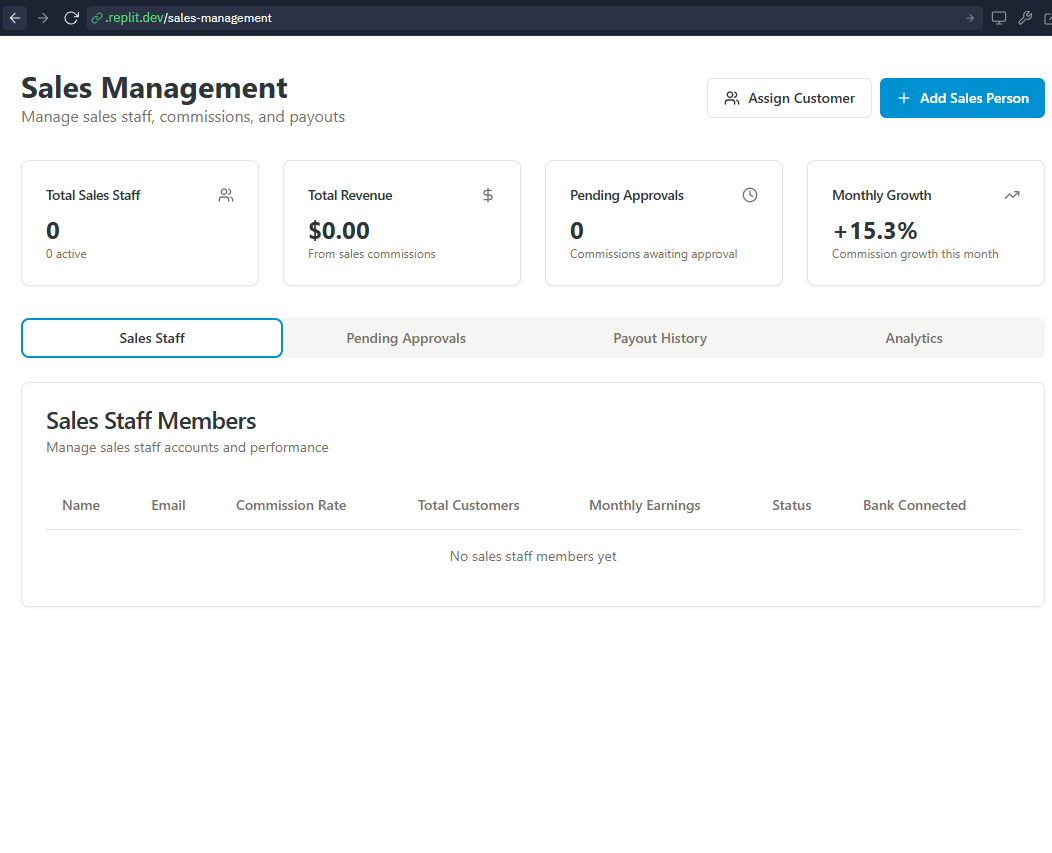 .replit.dev/sales-management
Sales Management
Manage sales staff, commissions, and payouts
Assign Customer
Add Sales Person
Total Sales Staff
0
0 active
Total Revenue
$0.00
From sales commissions
Pending Approvals
0
Commissions awaiting approval
Monthly Growth
+15.3%
Commission growth this month
Sales Staff Pending Approvals Payout History Analytics
Sales Staff Members
Manage sales staff accounts and performance
Name Email Commission Rate Total Customers Monthly Earnings Status Bank Connected
No sales staff members yet